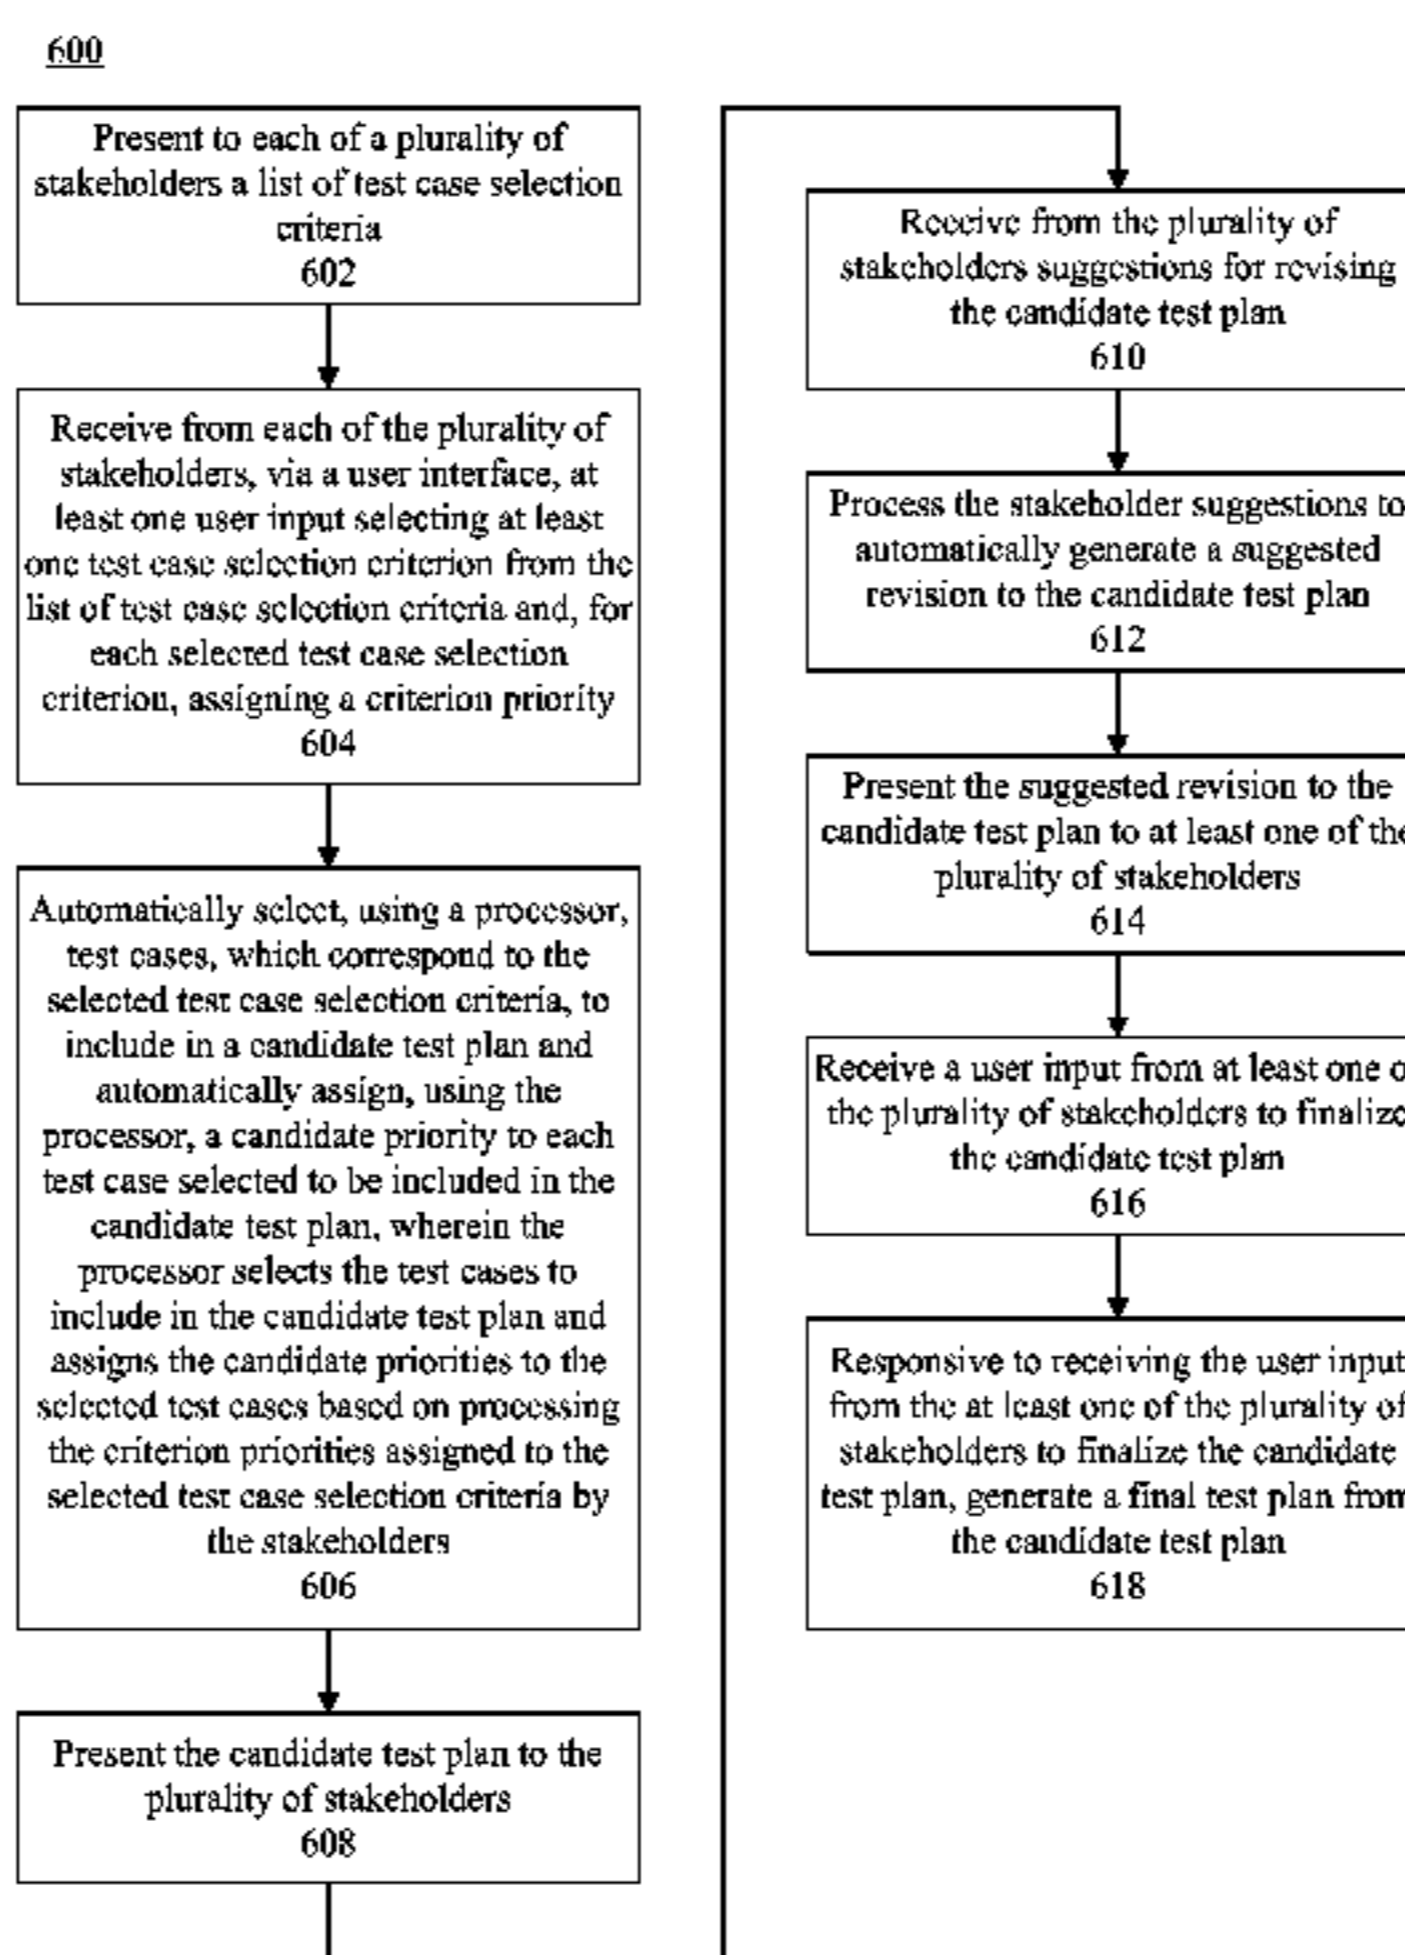 600
Present to each of a plurality of
stakeholders a list of test case selection
criteria
602
Receive from each of the plurality of
stakeholders, via a user interface, at
least one user input selecting at least
one test case selection criterion from the
list of test case selection criteria and, for
each selected test case selection
criterion, assigning a criterion priority
604
Automatically select, using a processor,
test cases, which correspond to the
selected test case selection criteria, to
include in a candidate test plan and
automatically assign, using the
processor, a candidate priority to each
test case selected to be included in the
candidate test plan, wherein the
processor selects the test cases to
include in the candidate test plan and
assigns the candidate priorities to the
selected test cases based on processing
the criterion priorities assigned to the
selected test case selection criteria by
the stakeholders
606
Present the candidate test plan to the
plurality of stakeholders
608
Receive from the plurality of
stakeholders suggestions for revising
the candidate test plan
610
Process the stakeholder suggestions to
automatically generate a suggested
revision to the candidate test plan
612
Present the suggested revision to the
candidate test plan to at least one of the
plurality of stakeholders
614
Receive a user input from at least one o
the plurality of stakeholders to finalize
the candidate test plan
616
Responsive to receiving the user input
from the at least one of the plurality of
stakeholders to finalize the candidate
test plan, generate a final test plan from
the candidate test plan
618